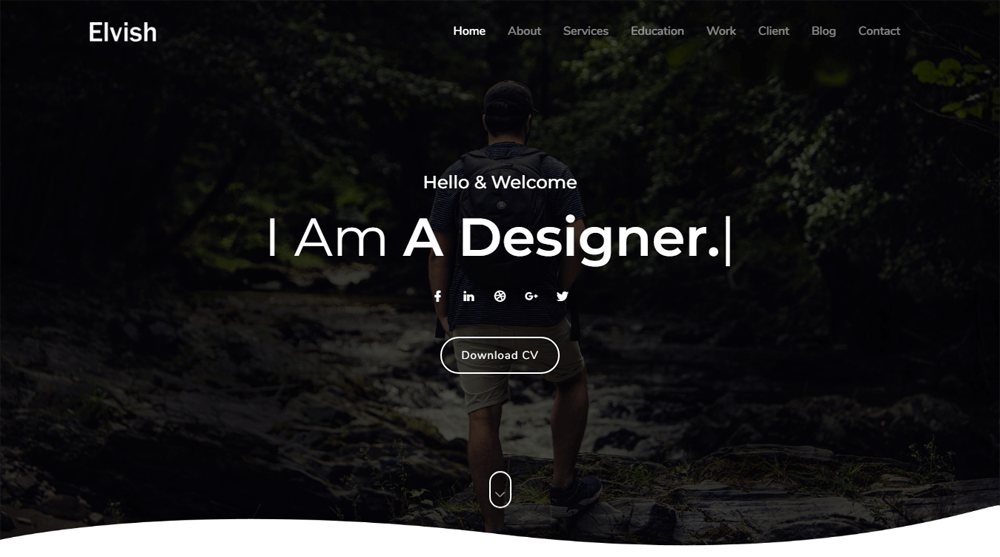 Elvish
Home About Services Education Work Client Blog Contact
Hello & Welcome
I Am A Designer.|
Download CV